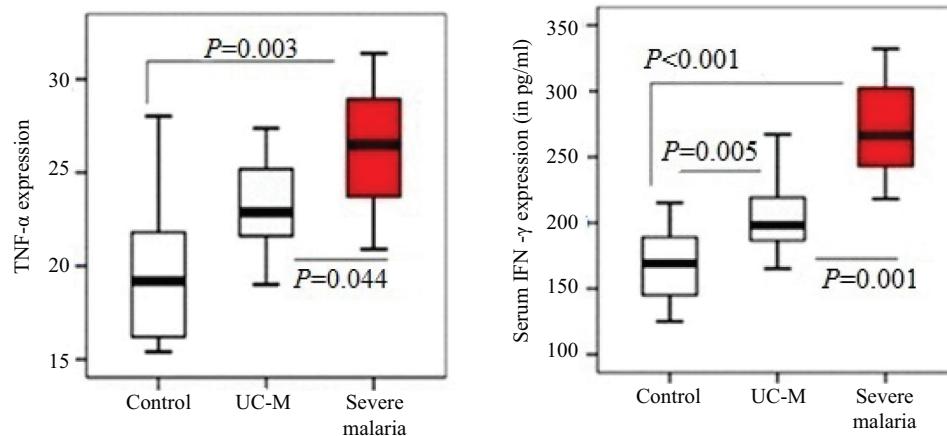 TNF-α expression
30
25
20
15
P=0.003
P=0.044
Control
UC-M
Severe
malaria
Serum IFN -γ expression (in pg/ml)
350
300
250
200
150
100
P<0.001
P=0.005
P=0.001
Control
UC-M
Severe
malaria